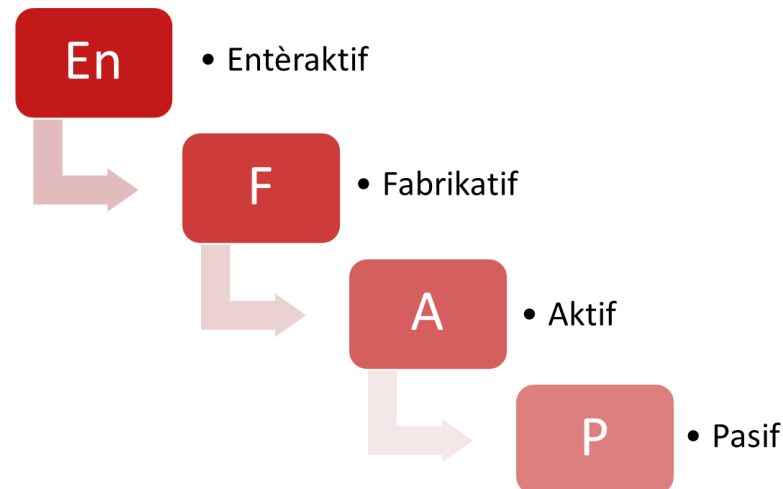 En
• Entèraktif
F
• Fabrikatif
A
• Aktif
P
• Pasif